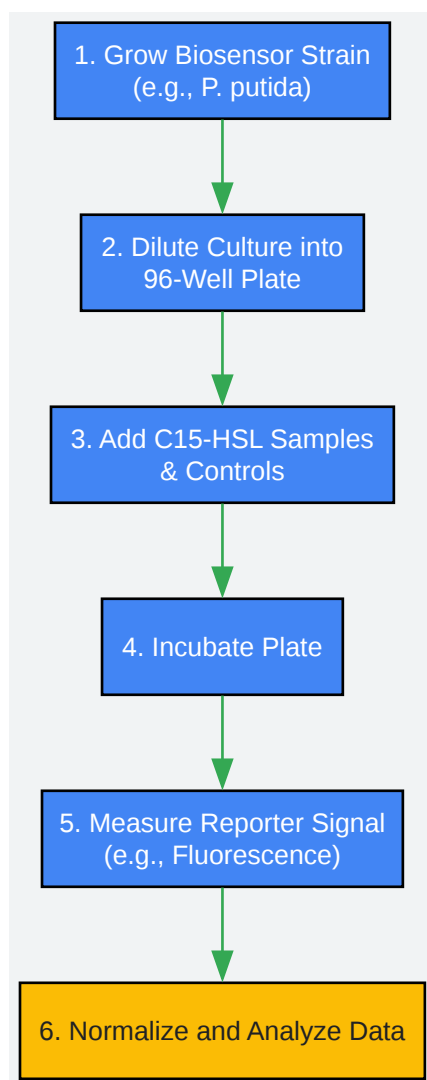 1. Grow Biosensor Strain
(e.g., P. putida)
2. Dilute Culture into
96-Well Plate
3. Add C15-HSL Samples
& Controls
4. Incubate Plate
5. Measure Reporter Signal
(e.g., Fluorescence)
6. Normalize and Analyze Data